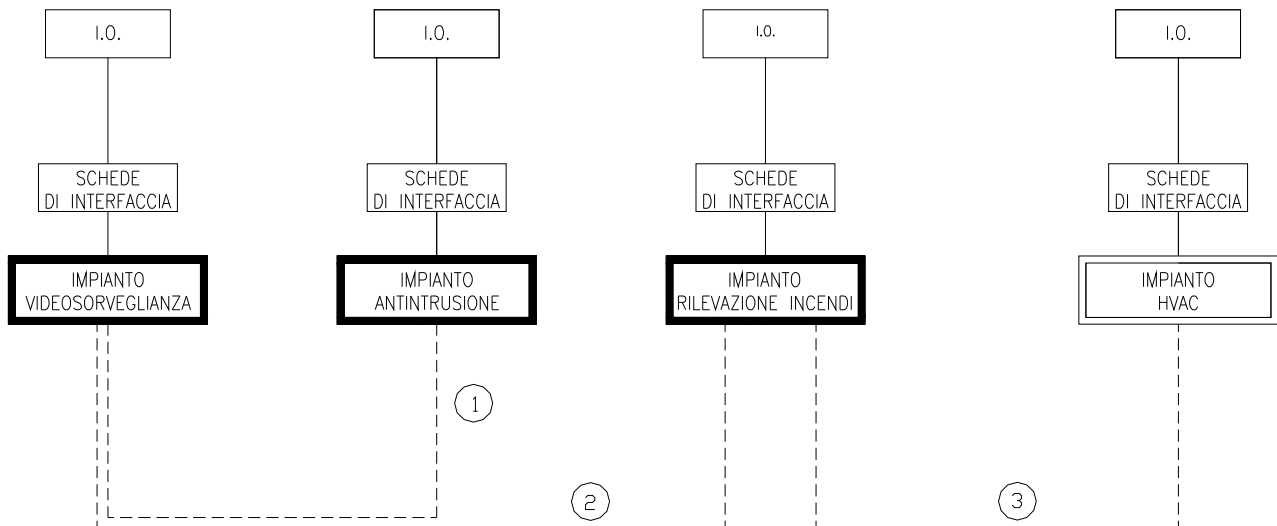 I.O.
I.O.
I.O.
I.O.
SCHEDE
DI INTERFACCIA
SCHEDE
DI INTERFACCIA
SCHEDE
DI INTERFACCIA
SCHEDE
DI INTERFACCIA
IMPIANTO
VIDEOSORVEGLIANZA
IMPIANTO
ANTINTRUSIONE
IMPIANTO
RILEVAZIONE INCENDI
IMPIANTO
HVAC
1
2
3